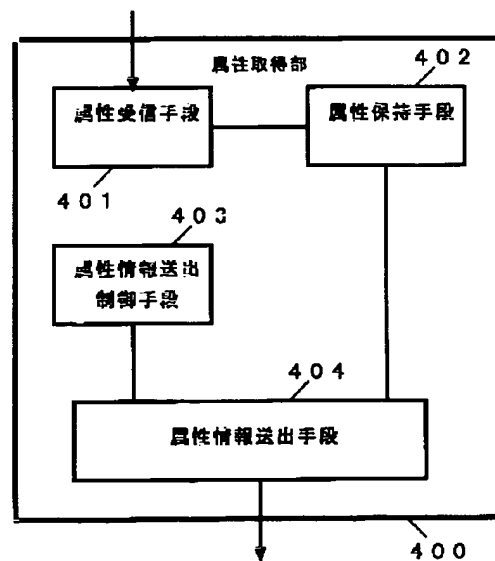 属性取得部
402
属性受信手段
属性保持手段
401
403
属性情報送出
制御手段
404
属性情報送出手段
400